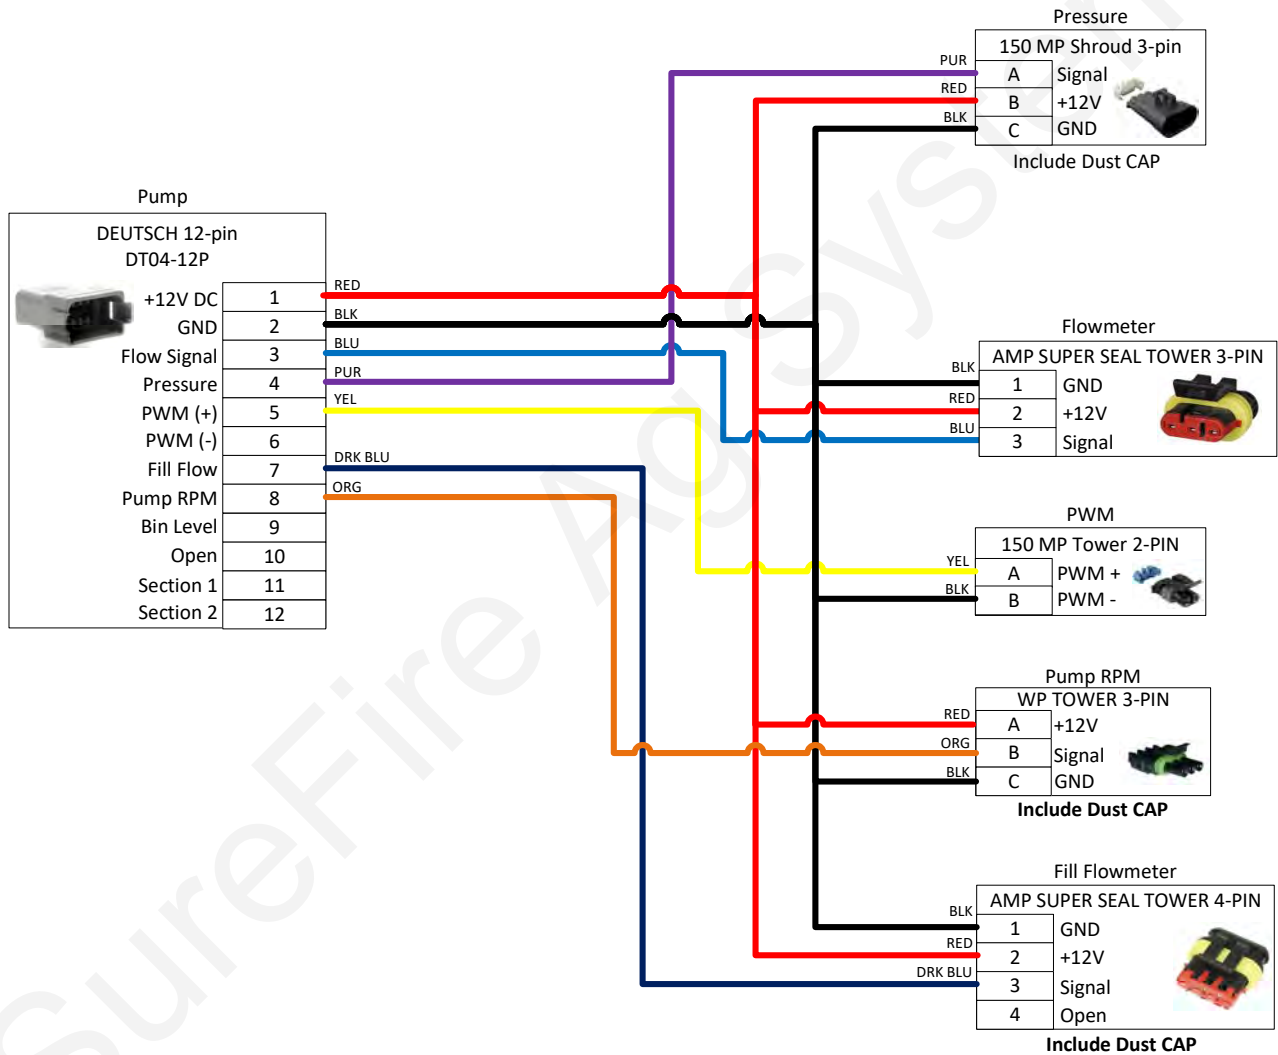 Pressure
150 MP Shroud 3-pin
PUR
A Signal
RED
B +12V
BLK
C GND
Include Dust CAP
Pump
DEUTSCH 12-pin
DT04-12P
+12V DC 1 RED
GND 2 BLK
Flow Signal 3 BLU
Pressure 4 PUR
PWM (+) 5 YEL
PWM (-) 6
Fill Flow 7 DRK BLU
Pump RPM 8 ORG
Bin Level 9
Open 10
Section 1 11
Section 2 12
Flowmeter
AMP SUPER SEAL TOWER 3-PIN
BLK
1 GND
RED
2 +12V
BLU
3 Signal
PWM
150 MP Tower 2-PIN
YEL
A PWM +
BLK
B PWM -
Pump RPM
WP TOWER 3-PIN
RED
A +12V
ORG
B Signal
BLK
C GND
Include Dust CAP
Fill Flowmeter
AMP SUPER SEAL TOWER 4-PIN
BLK
1 GND
RED
2 +12V
DRK BLU
3 Signal
4 Open
Include Dust CAP
SureFire Ag System